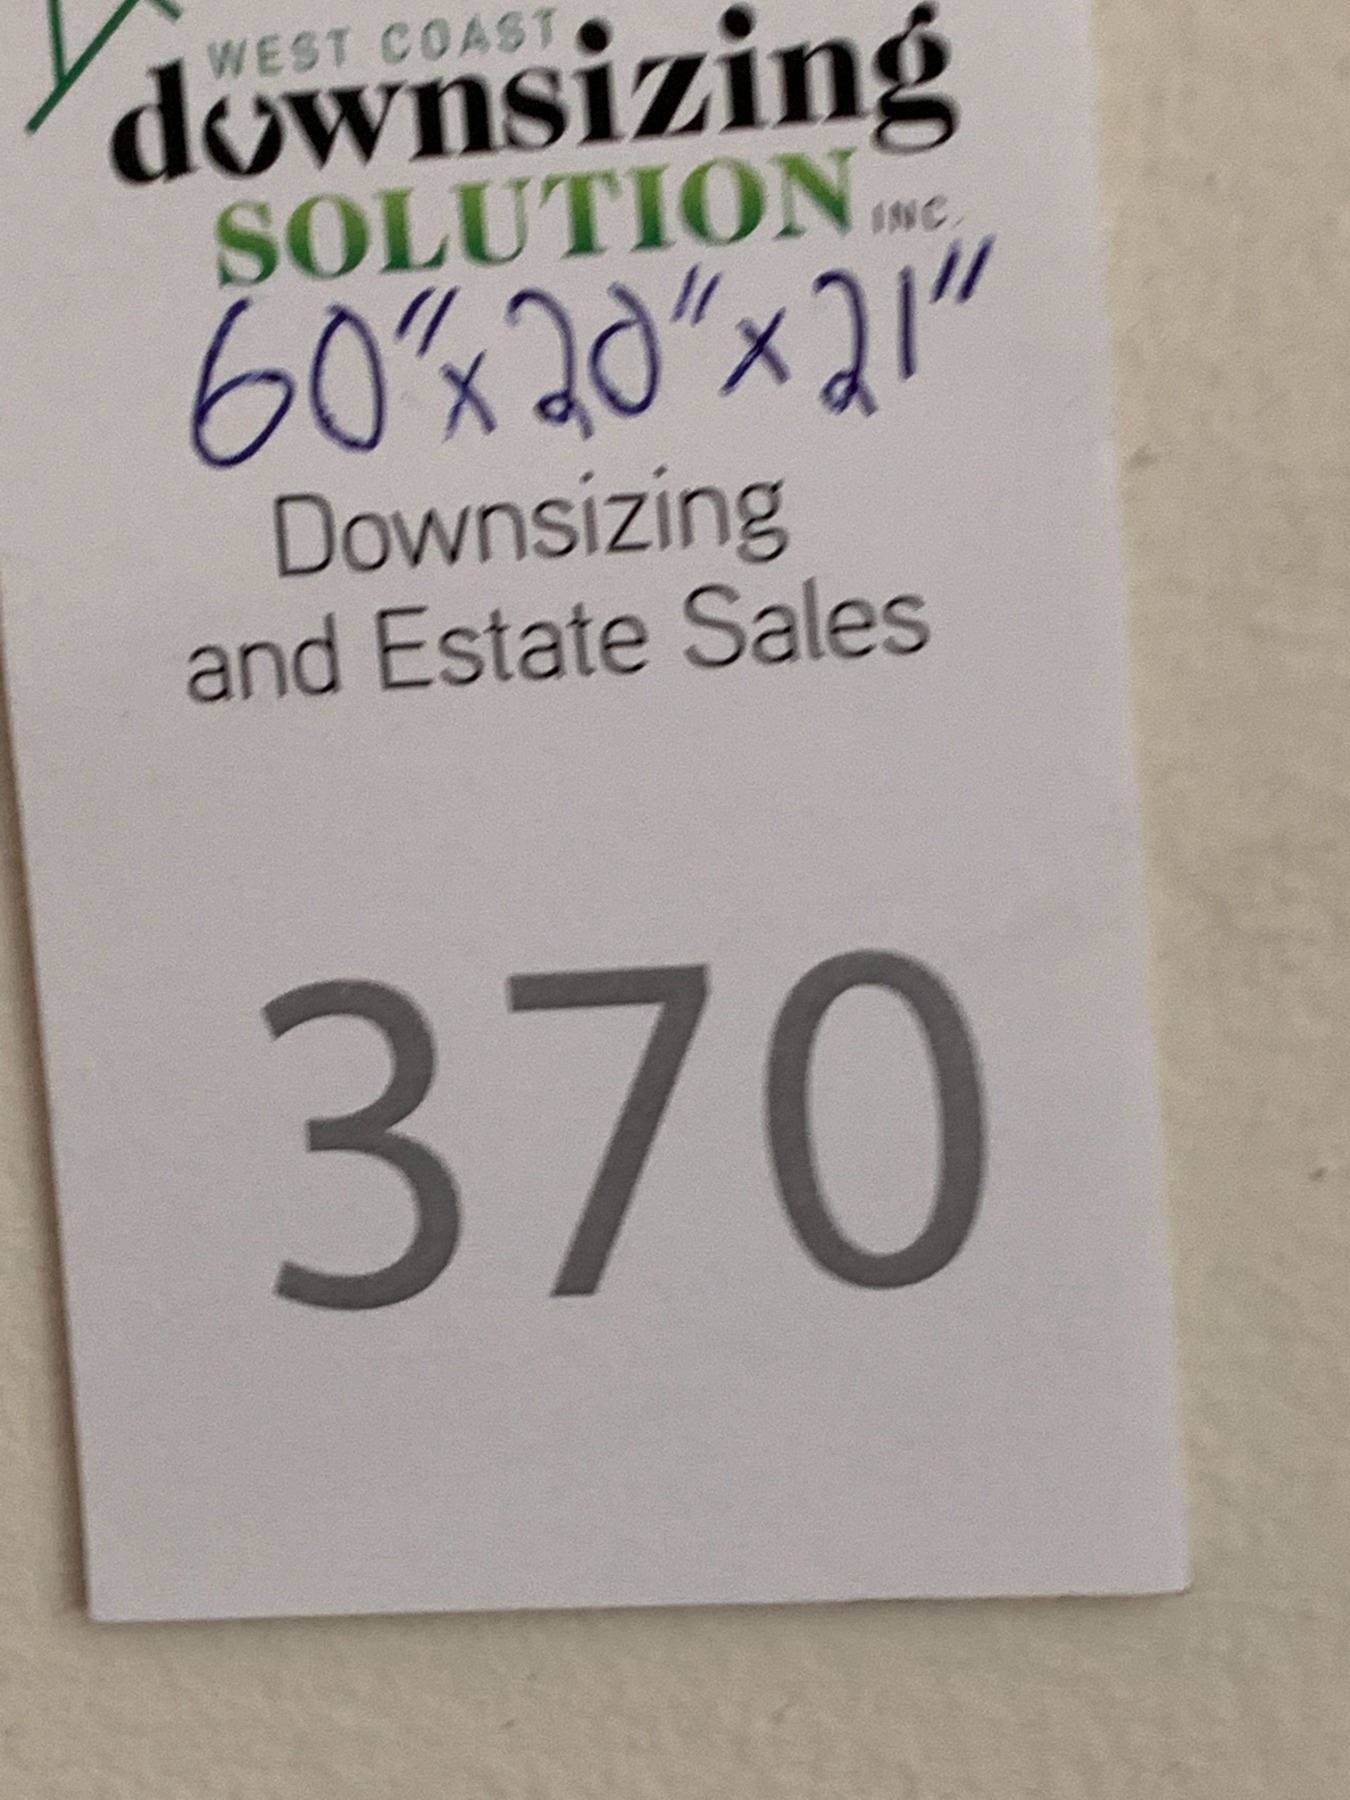 WEST COAST
downsizing
SOLUTION INC.
60"x20"x21"
Downsizing
and Estate Sales
370